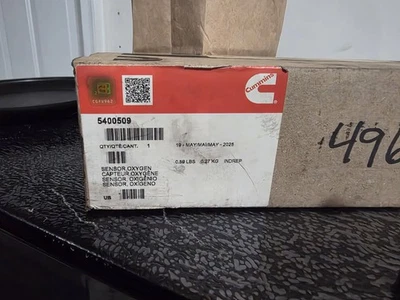 Cummins
5400509
QTY/QTÉ/CANT. 1
19 - MAY/MAI/MAY - 2025
0.59 LBS 0.27 KG INDREP
SENSOR,OXYGEN
CAPTEUR,OXYGÈNE
SENSOR, OXIGÊNIO
SENSOR, OXÍGENO
US
496